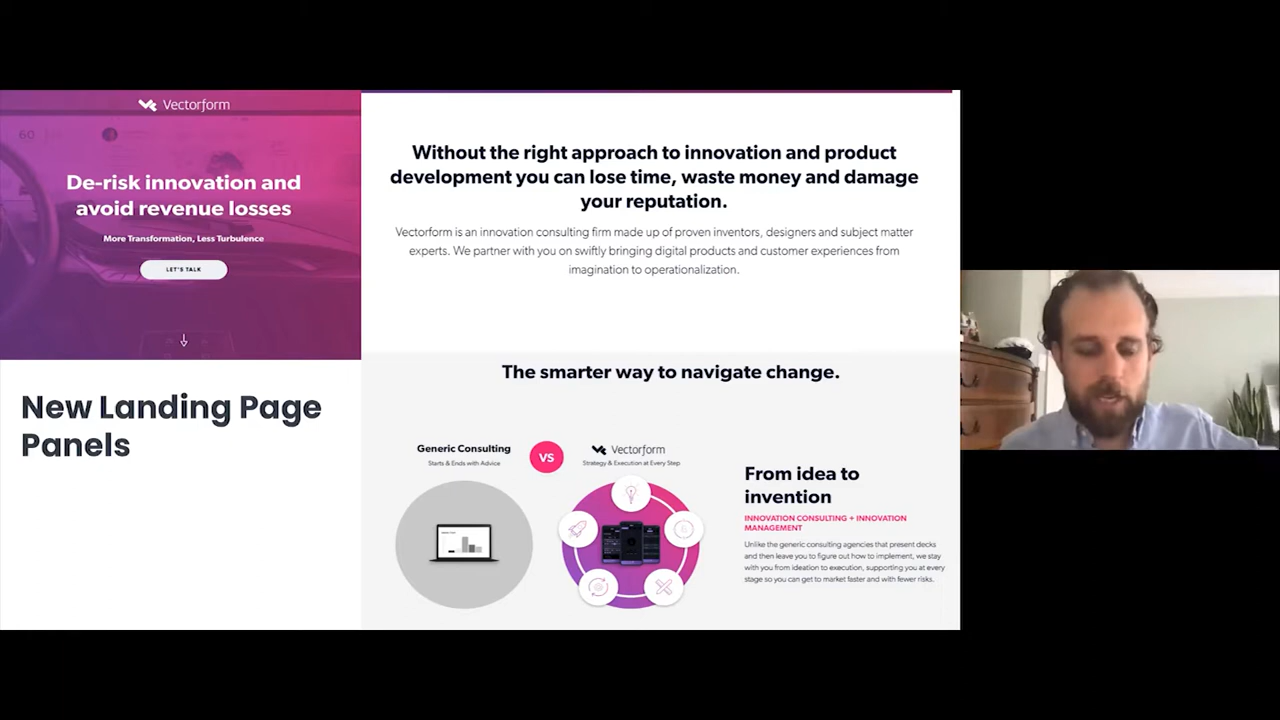 Vectorform
60
De-risk innovation and
avoid revenue losses
More Transformation, Less Turbulence
LET'S TALK
New Landing Page
Panels
Without the right approach to innovation and product
development you can lose time, waste money and damage
your reputation.
Vectorform is an innovation consulting firm made up of proven inventors, designers and subject matter
experts. We partner with you on swiftly bringing digital products and customer experiences from
imagination to operationalization.
The smarter way to navigate change.
Generic Consulting
Starts & Ends with Advice
VS
Vectorform
Strategy & Execution at Every Step
From idea to
invention
INNOVATION CONSULTING + INNOVATION
MANAGEMENT
Unlike the generic consulting agencies that present decks
and then leave you to figure out how to implement, we stay
with you from ideation to execution, supporting you at every
stage so you can get to market faster and with fewer risks.